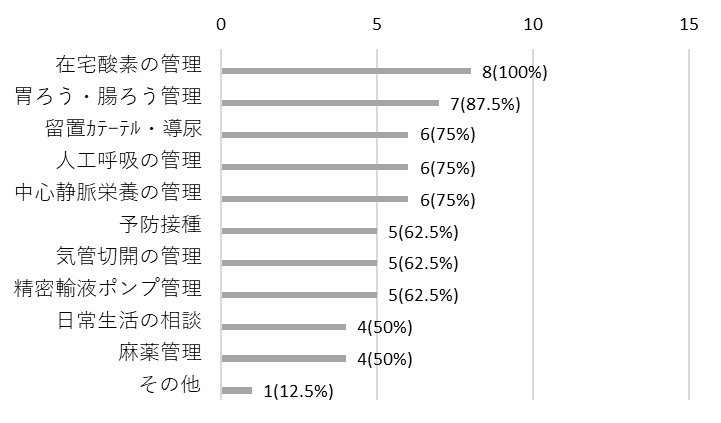 0 5 10 15
在宅酸素の管理 8(100%)
胃ろう・腸ろう管理 7(87.5%)
留置ｶﾃｰﾃﾙ・導尿 6(75%)
人工呼吸の管理 6(75%)
中心静脈栄養の管理 6(75%)
予防接種 5(62.5%)
気管切開の管理 5(62.5%)
精密輸液ポンプ管理 5(62.5%)
日常生活の相談 4(50%)
麻薬管理 4(50%)
その他 1(12.5%)